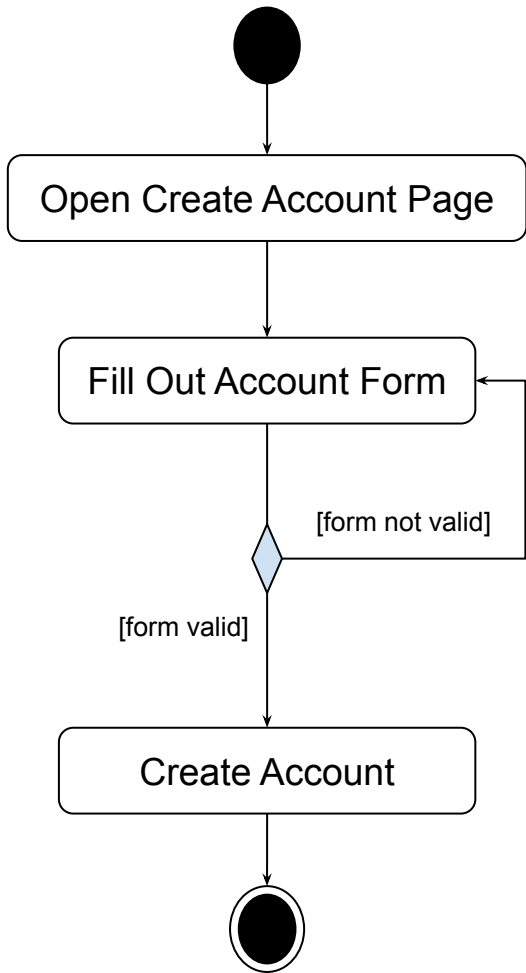 Open Create Account Page
Fill Out Account Form
[form not valid]
[form valid]
Create Account